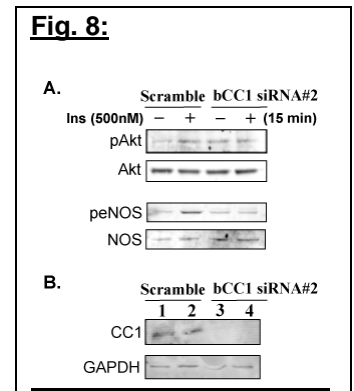 Fig. 8:
A.
Scramble bCC1 siRNA#2
Ins (500nM) − + − + (15 min)
pAkt
Akt
peNOS
NOS
B.
Scramble bCC1 siRNA#2
1 2 3 4
CC1
GAPDH